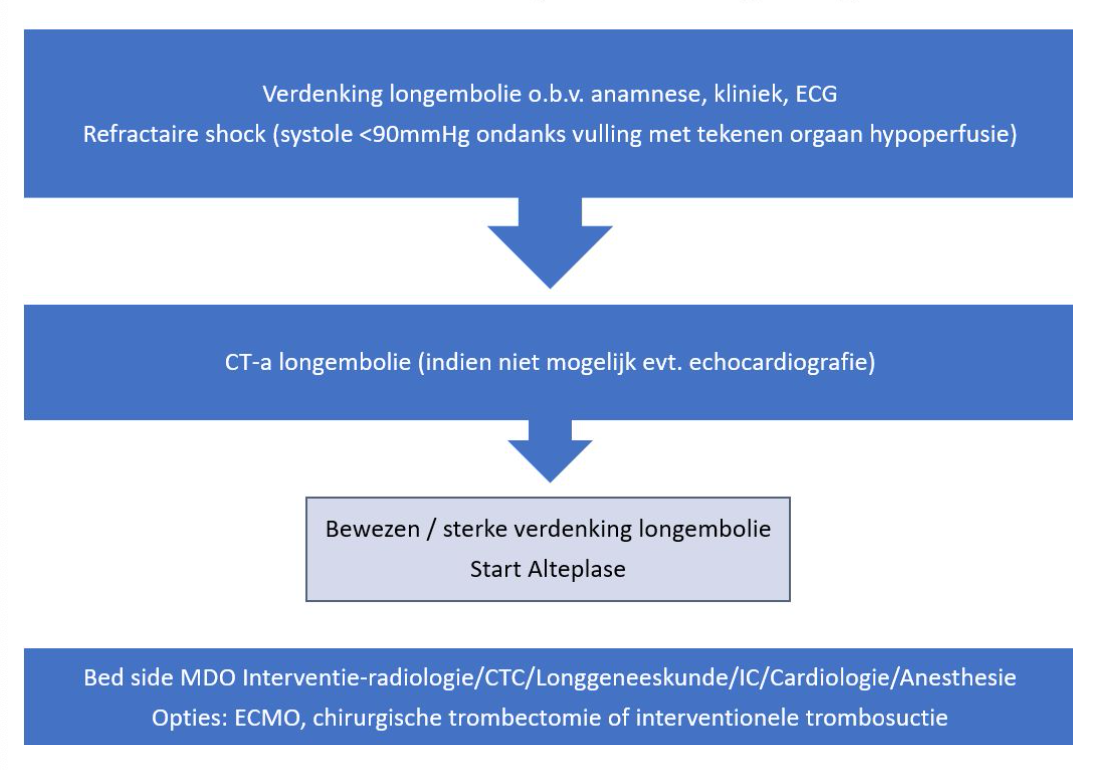 Verdenking longembolie o.b.v. anamnese, kliniek, ECG
Refractaire shock (systole <90mmHg ondanks vulling met tekenen orgaan hypoperfusie)
CT-a longembolie (indien niet mogelijk evt. echocardiografie)
Bewezen / sterke verdenking longembolie
Start Alteplase
Bed side MDO Interventie-radiologie/CTC/Longgeneeskunde/IC/Cardiologie/Anesthesie
Opties: ECMO, chirurgische trombectomie of interventionele trombosuctie